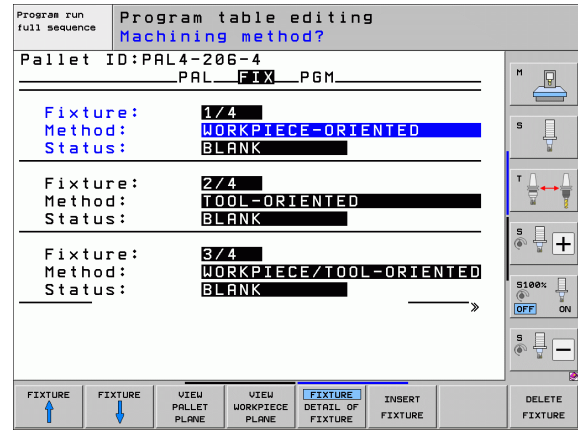 Program run
full sequence
Program table editing
Machining method?
Pallet ID:PAL4-206-4
PAL FIX PGM
Fixture: 1/4
Method: WORKPIECE-ORIENTED
Status: BLANK
Fixture: 2/4
Method: TOOL-ORIENTED
Status: BLANK
Fixture: 3/4
Method: WORKPIECE/TOOL-ORIENTED
Status: BLANK
»
M
S
T
S
+
S100%
OFF ON
S
-
FIXTURE
FIXTURE
VIEW
PALLET
PLANE
VIEW
WORKPIECE
PLANE
FIXTURE
DETAIL OF
FIXTURE
INSERT
FIXTURE
DELETE
FIXTURE